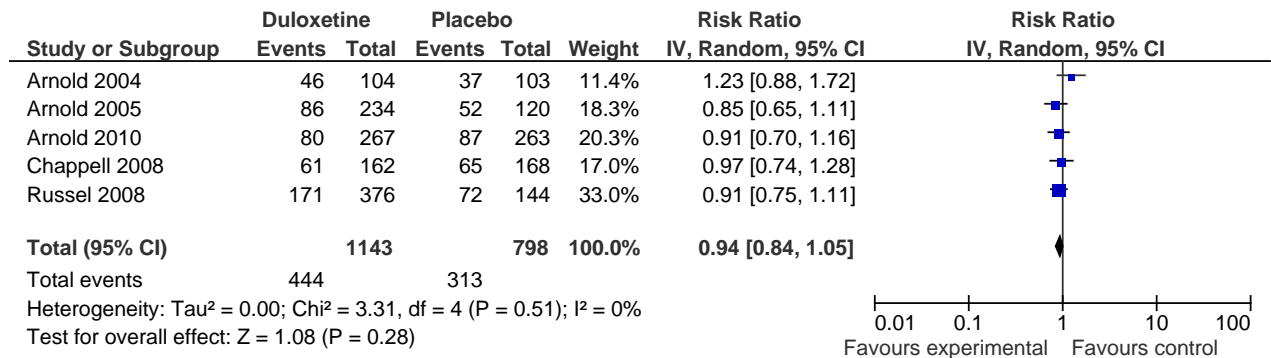 Duloxetine Placebo Risk Ratio Risk Ratio
Study or Subgroup Events Total Events Total Weight IV, Random, 95% CI IV, Random, 95% CI
Arnold 2004 46 104 37 103 11.4% 1.23 [0.88, 1.72]
Arnold 2005 86 234 52 120 18.3% 0.85 [0.65, 1.11]
Arnold 2010 80 267 87 263 20.3% 0.91 [0.70, 1.16]
Chappell 2008 61 162 65 168 17.0% 0.97 [0.74, 1.28]
Russel 2008 171 376 72 144 33.0% 0.91 [0.75, 1.11]
Total (95% CI) 1143 798 100.0% 0.94 [0.84, 1.05]
Total events 444 313
Heterogeneity: Tau² = 0.00; Chi² = 3.31, df = 4 (P = 0.51); I² = 0%
Test for overall effect: Z = 1.08 (P = 0.28)
0.01 0.1 1 10 100
Favours experimental Favours control